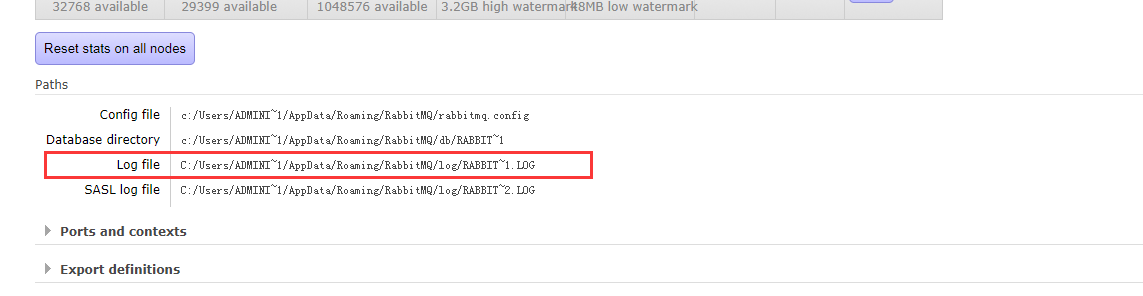 32768 available 29399 available 1048576 available 3.2GB high watermark 48MB low watermark
Reset stats on all nodes
Paths
Config file c:/Users/ADMINI~1/AppData/Roaming/RabbitMQ/rabbitmq.config
Database directory c:/Users/ADMINI~1/AppData/Roaming/RabbitMQ/db/RABBIT~1
Log file C:/Users/ADMINI~1/AppData/Roaming/RabbitMQ/log/RABBIT~1.LOG
SASL log file C:/Users/ADMINI~1/AppData/Roaming/RabbitMQ/log/RABBIT~2.LOG
Ports and contexts
Export definitions